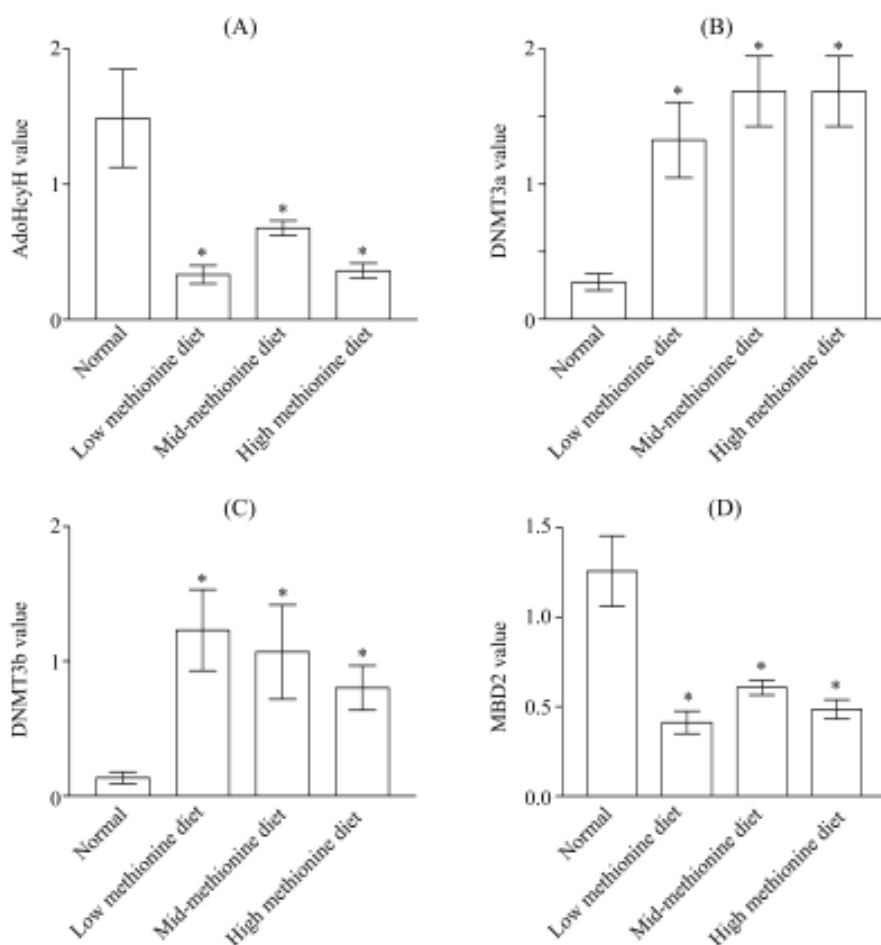 (A)
AdoHcyH value
2
1
0
*
*
*
Normal
Low methionine diet
Mid-methionine diet
High methionine diet
(B)
DNMT3a value
2
1
0
*
*
*
Normal
Low methionine diet
Mid-methionine diet
High methionine diet
(C)
DNMT3b value
2
1
0
*
*
*
Normal
Low methionine diet
Mid-methionine diet
High methionine diet
(D)
MBD2 value
1.5
1.0
0.5
0.0
*
*
*
Normal
Low methionine diet
Mid-methionine diet
High methionine diet